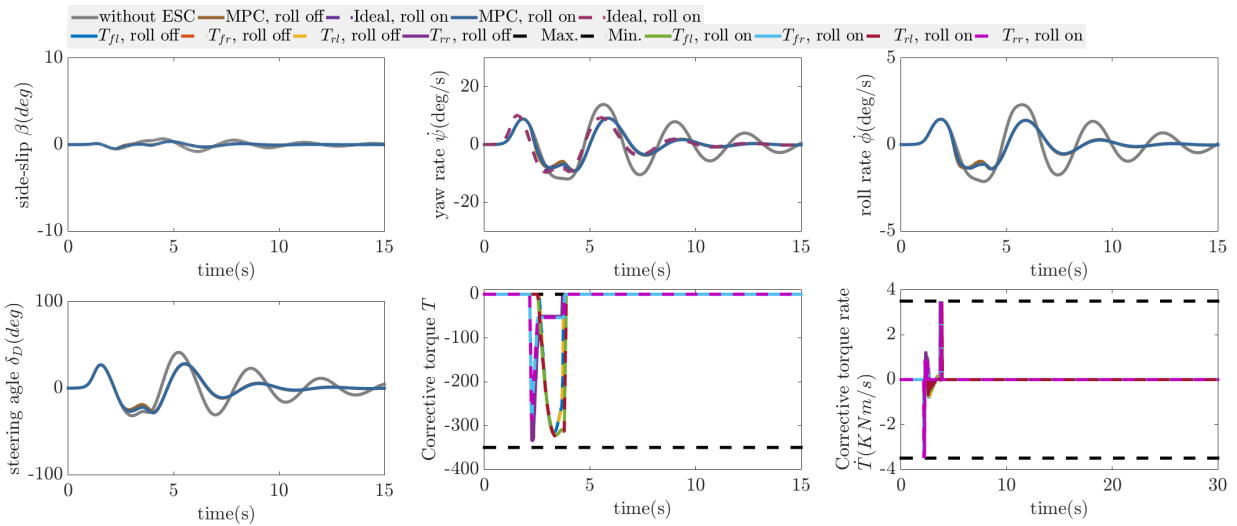 without ESC MPC, roll off Ideal, roll on MPC, roll on Ideal, roll on
T_fl, roll off T_fr, roll off T_rl, roll off T_rr, roll off Max. Min. T_fl, roll on T_fr, roll on T_rl, roll on T_rr, roll on
side-slip β(deg)
10
0
-10
0 5 10 15
time(s)
yaw rate ψ̇(deg/s)
20
0
-20
0 5 10 15
time(s)
roll rate φ̇(deg/s)
5
0
-5
0 5 10 15
time(s)
steering agle δ_D(deg)
100
0
-100
0 5 10 15
time(s)
Corrective torque T
0
-100
-200
-300
-400
0 5 10 15
time(s)
Corrective torque rate
Ṫ(KNm/s)
4
2
0
-2
-4
0 10 20 30
time(s)